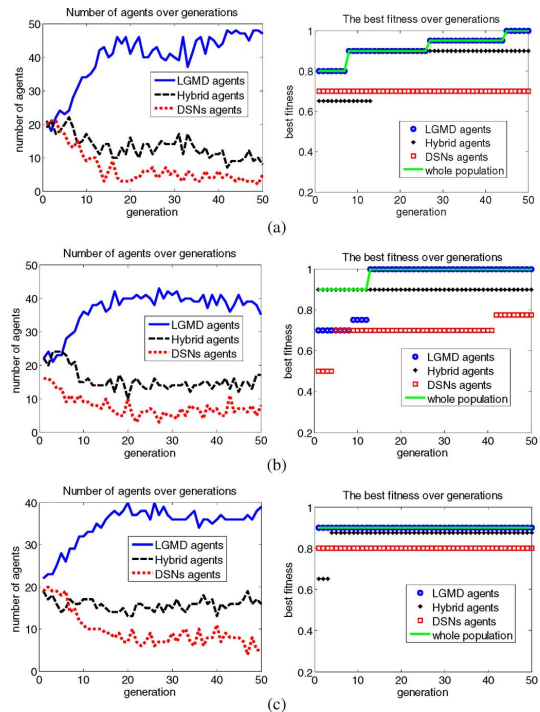 Number of agents over generations
50
40
30
20
10
0
0 10 20 30 40 50
number of agents
generation
LGMD agents
Hybrid agents
DSNs agents
The best fitness over generations
1
0.8
0.6
0.4
0.2
0 10 20 30 40 50
best fitness
generation
LGMD agents
Hybrid agents
DSNs agents
whole population
(a)
Number of agents over generations
50
40
30
20
10
0
0 10 20 30 40 50
number of agents
generation
LGMD agents
Hybrid agents
DSNs agents
The best fitness over generations
1
0.8
0.6
0.4
0.2
0 10 20 30 40 50
best fitness
generation
LGMD agents
Hybrid agents
DSNs agents
whole population
(b)
Number of agents over generations
40
30
20
10
0
0 10 20 30 40 50
number of agents
generation
LGMD agents
Hybrid agents
DSNs agents
The best fitness over generations
1
0.8
0.6
0.4
0.2
0 10 20 30 40 50
best fitness
generation
LGMD agents
Hybrid agents
DSNs agents
whole population
(c)